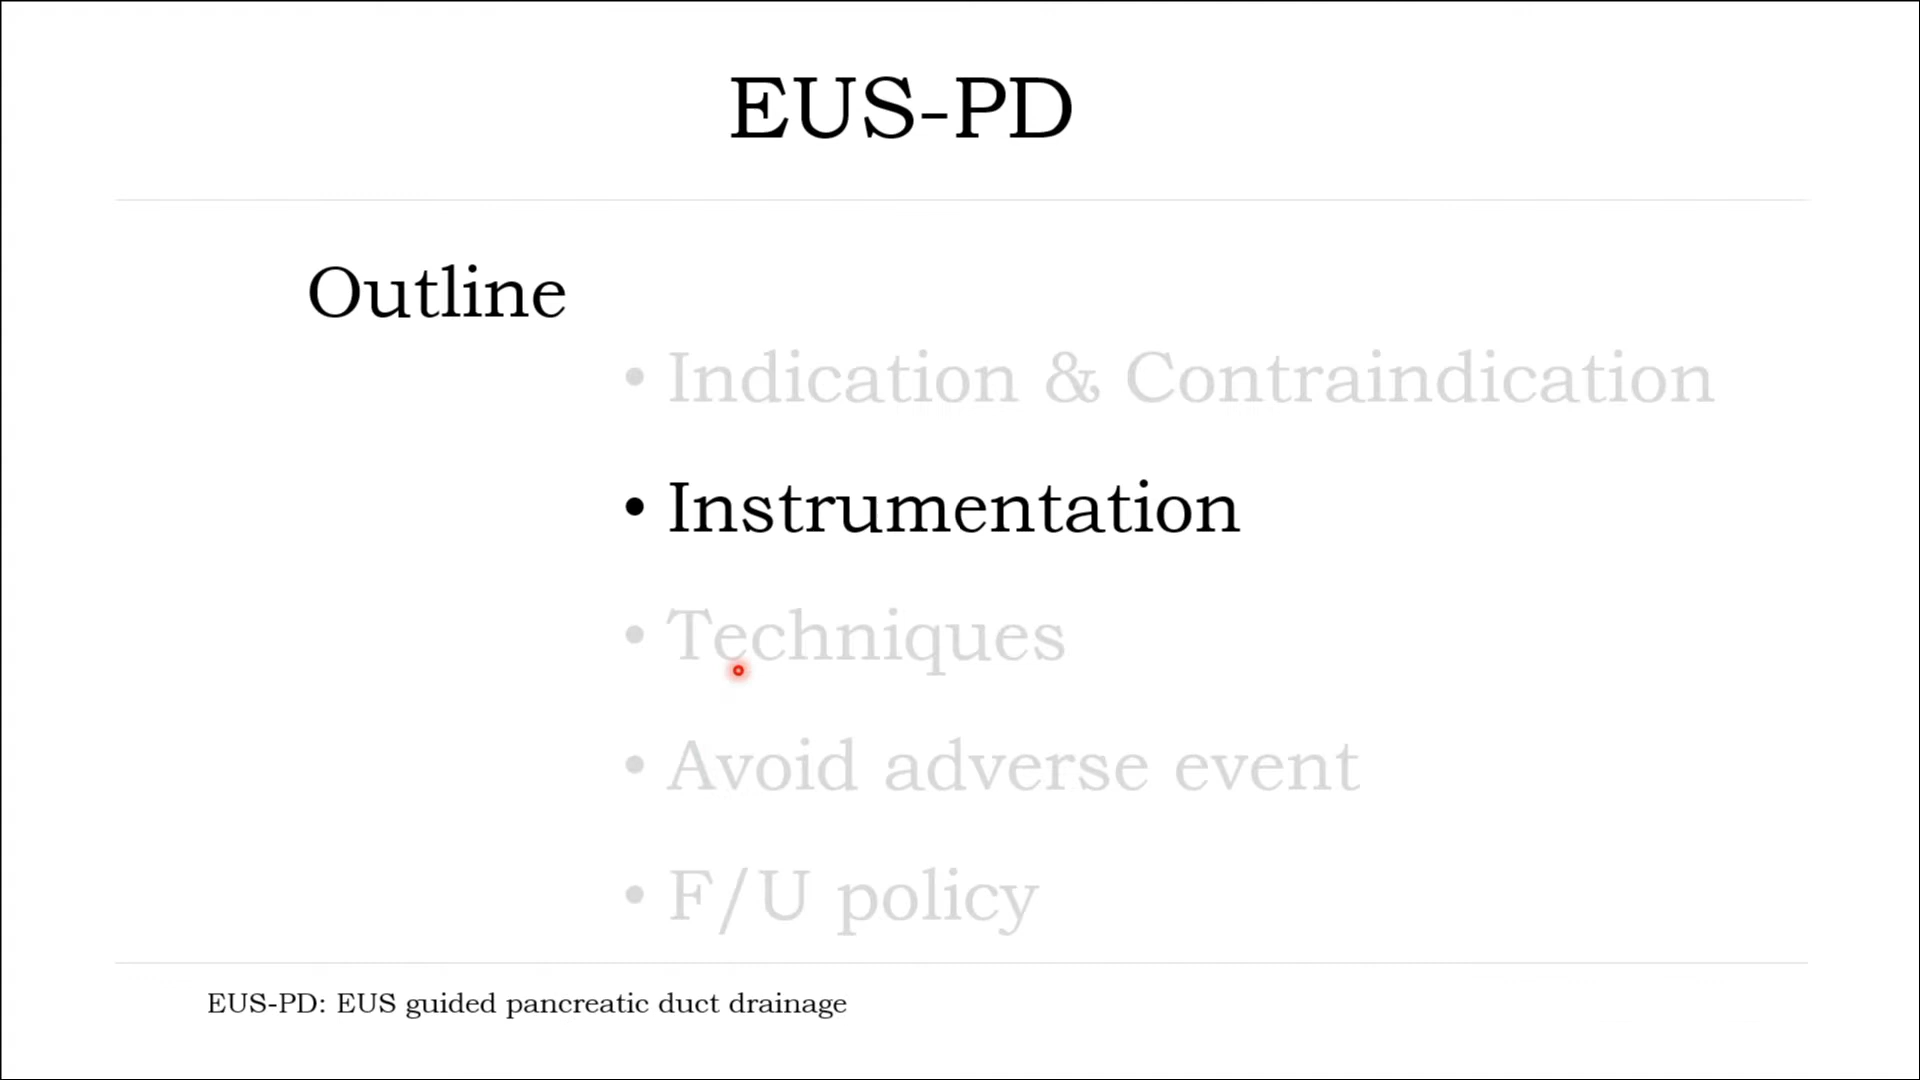 EUS-PD
Outline
• Indication & Contraindication
• Instrumentation
• Techniques
• Avoid adverse event
• F/U policy
EUS-PD: EUS guided pancreatic duct drainage